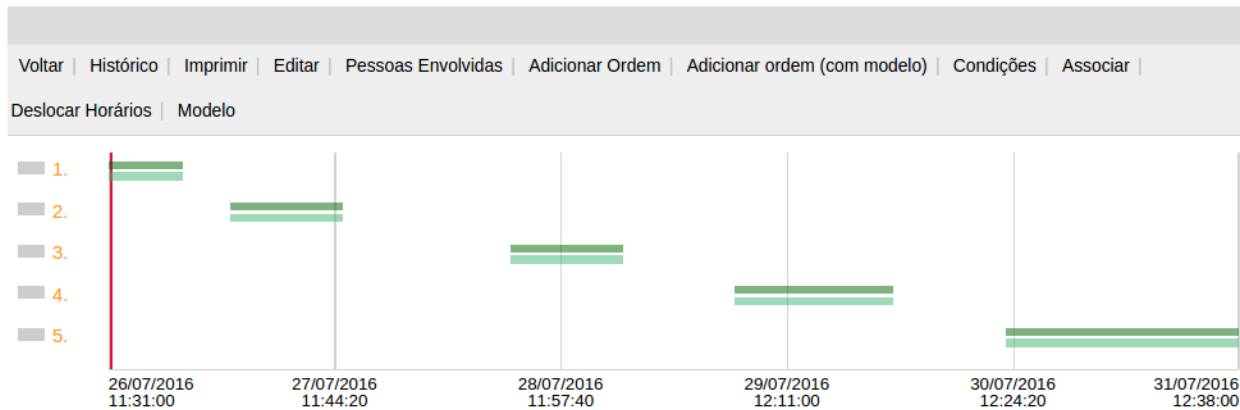 Voltar | Histórico | Imprimir | Editar | Pessoas Envolvidas | Adicionar Ordem | Adicionar ordem (com modelo) | Condições | Associar |
Deslocar Horários | Modelo
1.
2.
3.
4.
5.
26/07/2016 27/07/2016 28/07/2016 29/07/2016 30/07/2016 31/07/2016
11:31:00 11:44:20 11:57:40 12:11:00 12:24:20 12:38:00